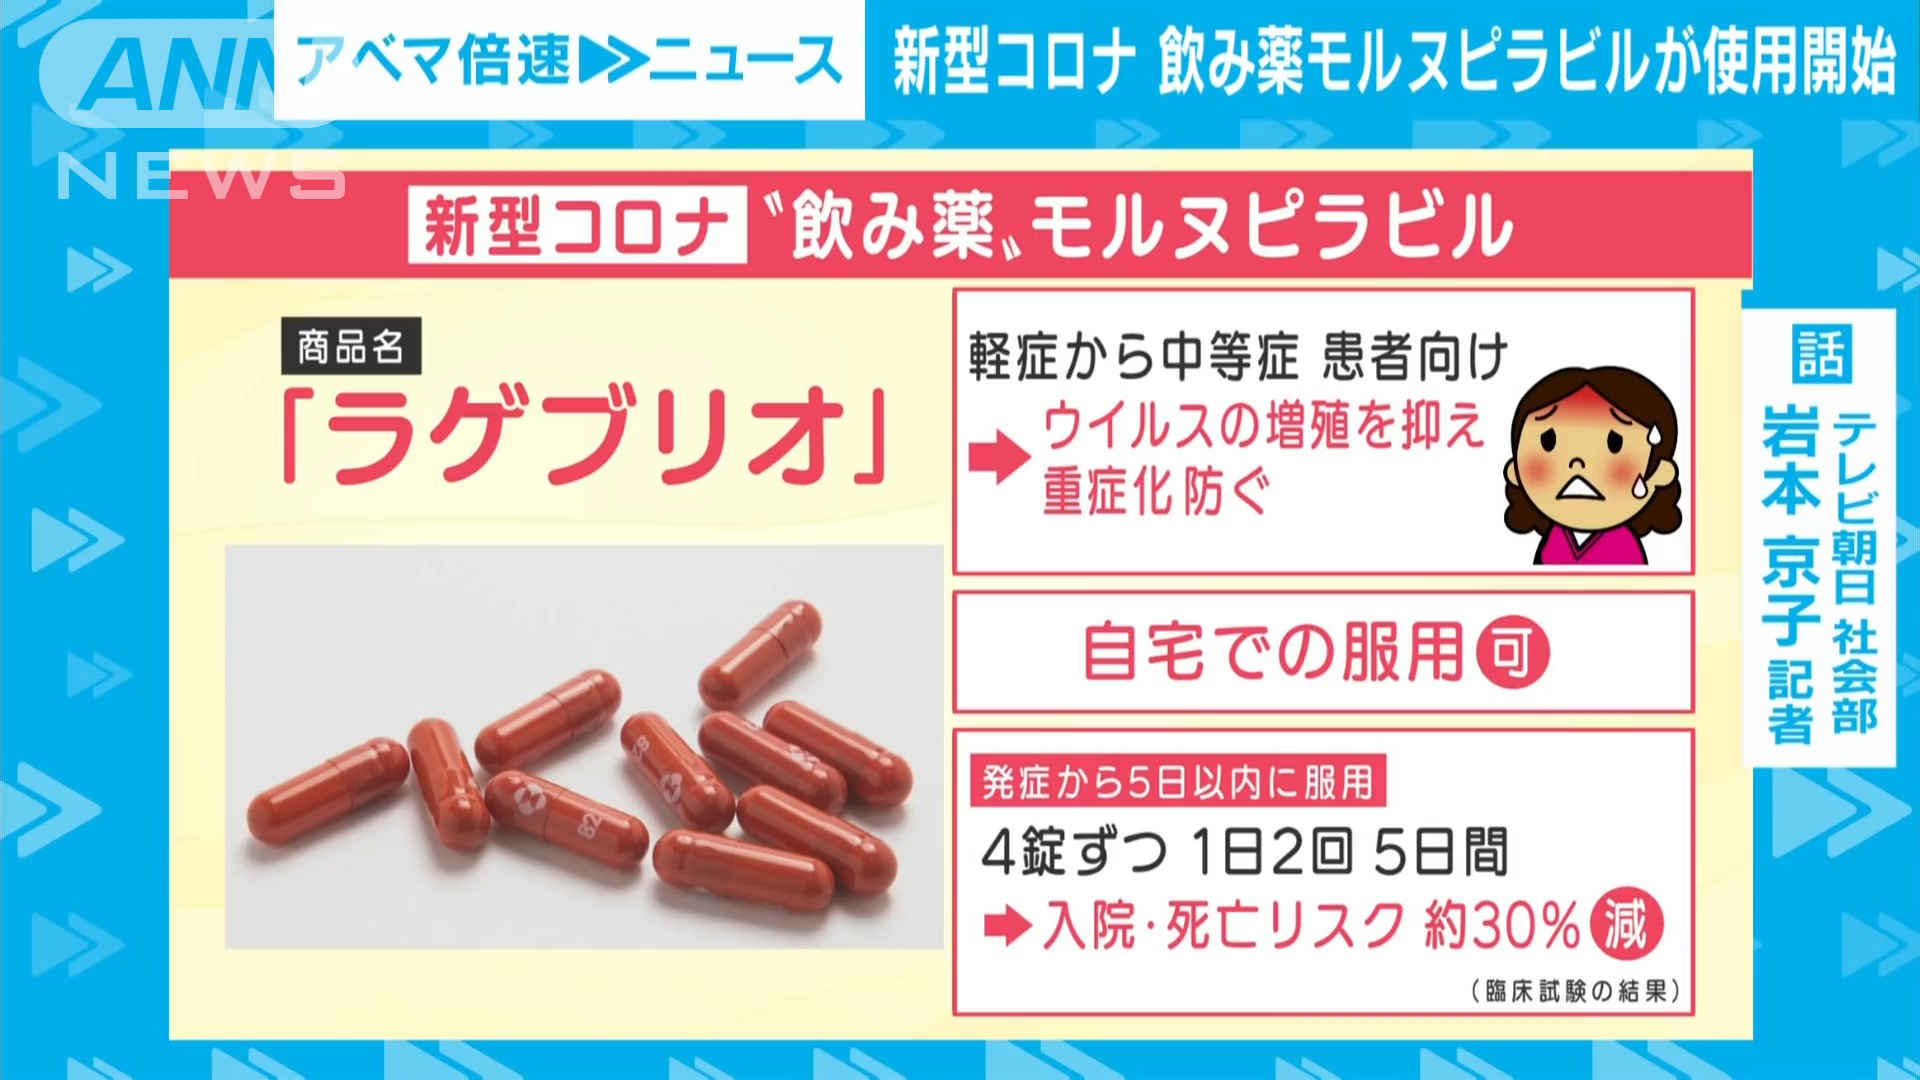 ANN
NEWS
アベマ倍速▶≫ニュース
新型コロナ 飲み薬モルヌピラビルが使用開始
新型コロナ〝飲み薬〟モルヌピラビル
商品名
「ラゲブリオ」
軽症から中等症 患者向け
ウイルスの増殖を抑え
重症化 防ぐ
自宅での服用 可
発症から5日以内に服用
4錠ずつ 1日2回 5日間
入院・死亡リスク 約30% 減
(臨床試験の結果)
話
テレビ朝日 社会部
岩本 京子 記者
82